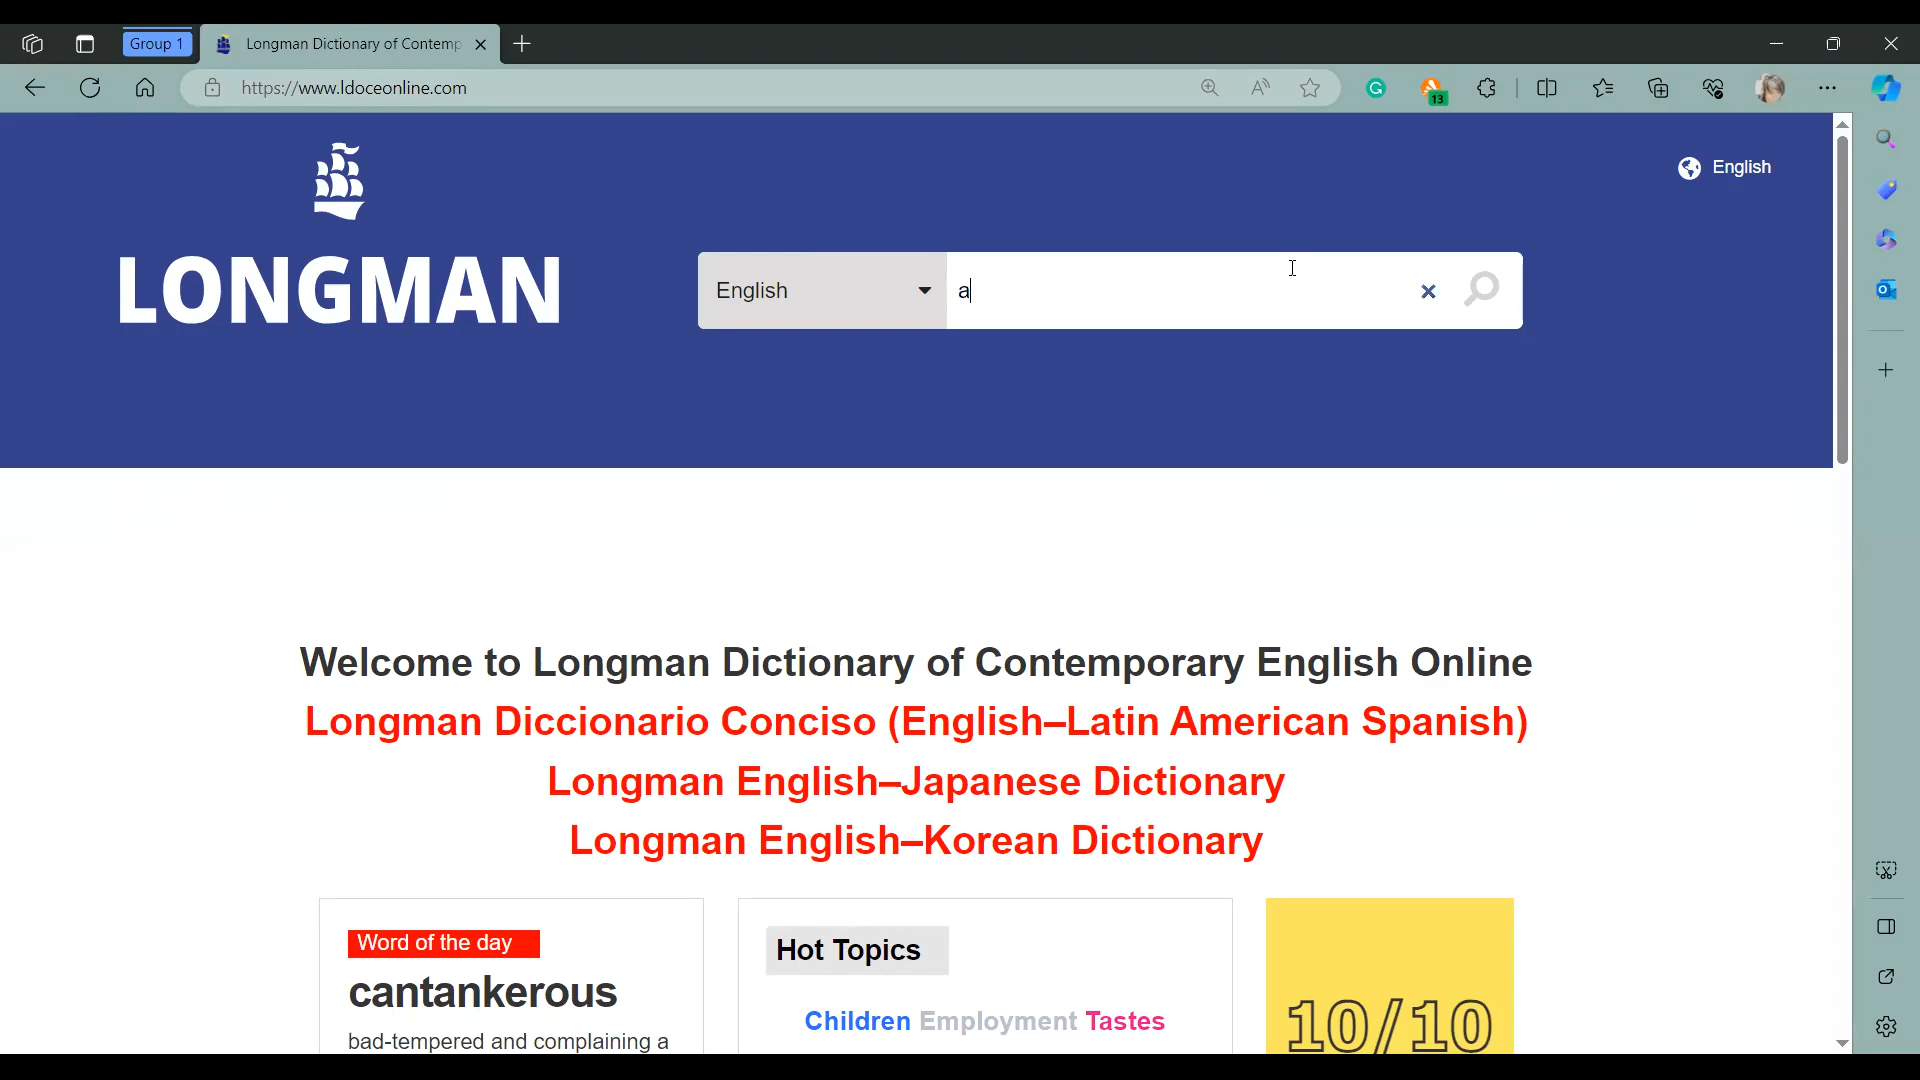 Group 1
Longman Dictionary of Contemp
https://www.ldoceonline.com
13
English
LONGMAN
English
a
Welcome to Longman Dictionary of Contemporary English Online
Longman Diccionario Conciso (English–Latin American Spanish)
Longman English–Japanese Dictionary
Longman English–Korean Dictionary
Word of the day
cantankerous
bad-tempered and complaining a
Hot Topics
Children Employment Tastes
10/10